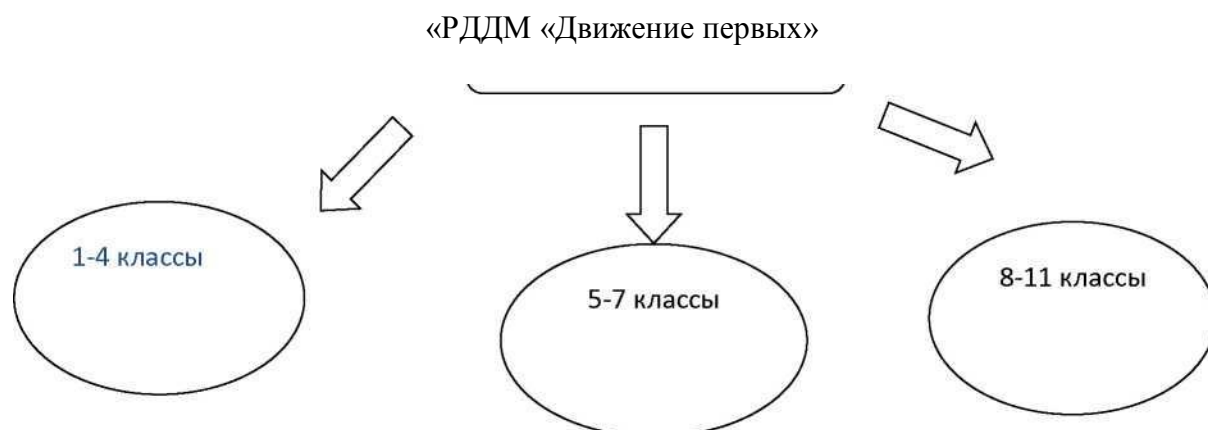 «РДДМ «Движение первых»
1-4 классы
5-7 классы
8-11 классы